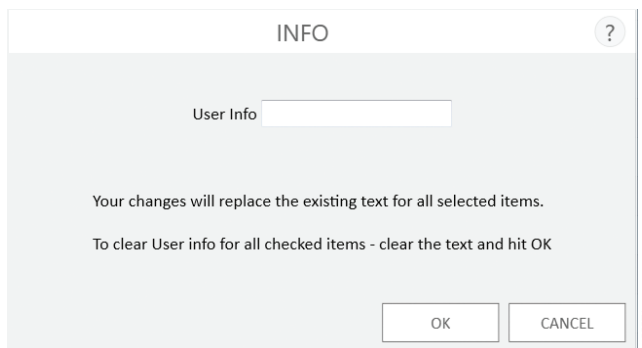 INFO
?
User Info
Your changes will replace the existing text for all selected items.
To clear User info for all checked items - clear the text and hit OK
OK
CANCEL